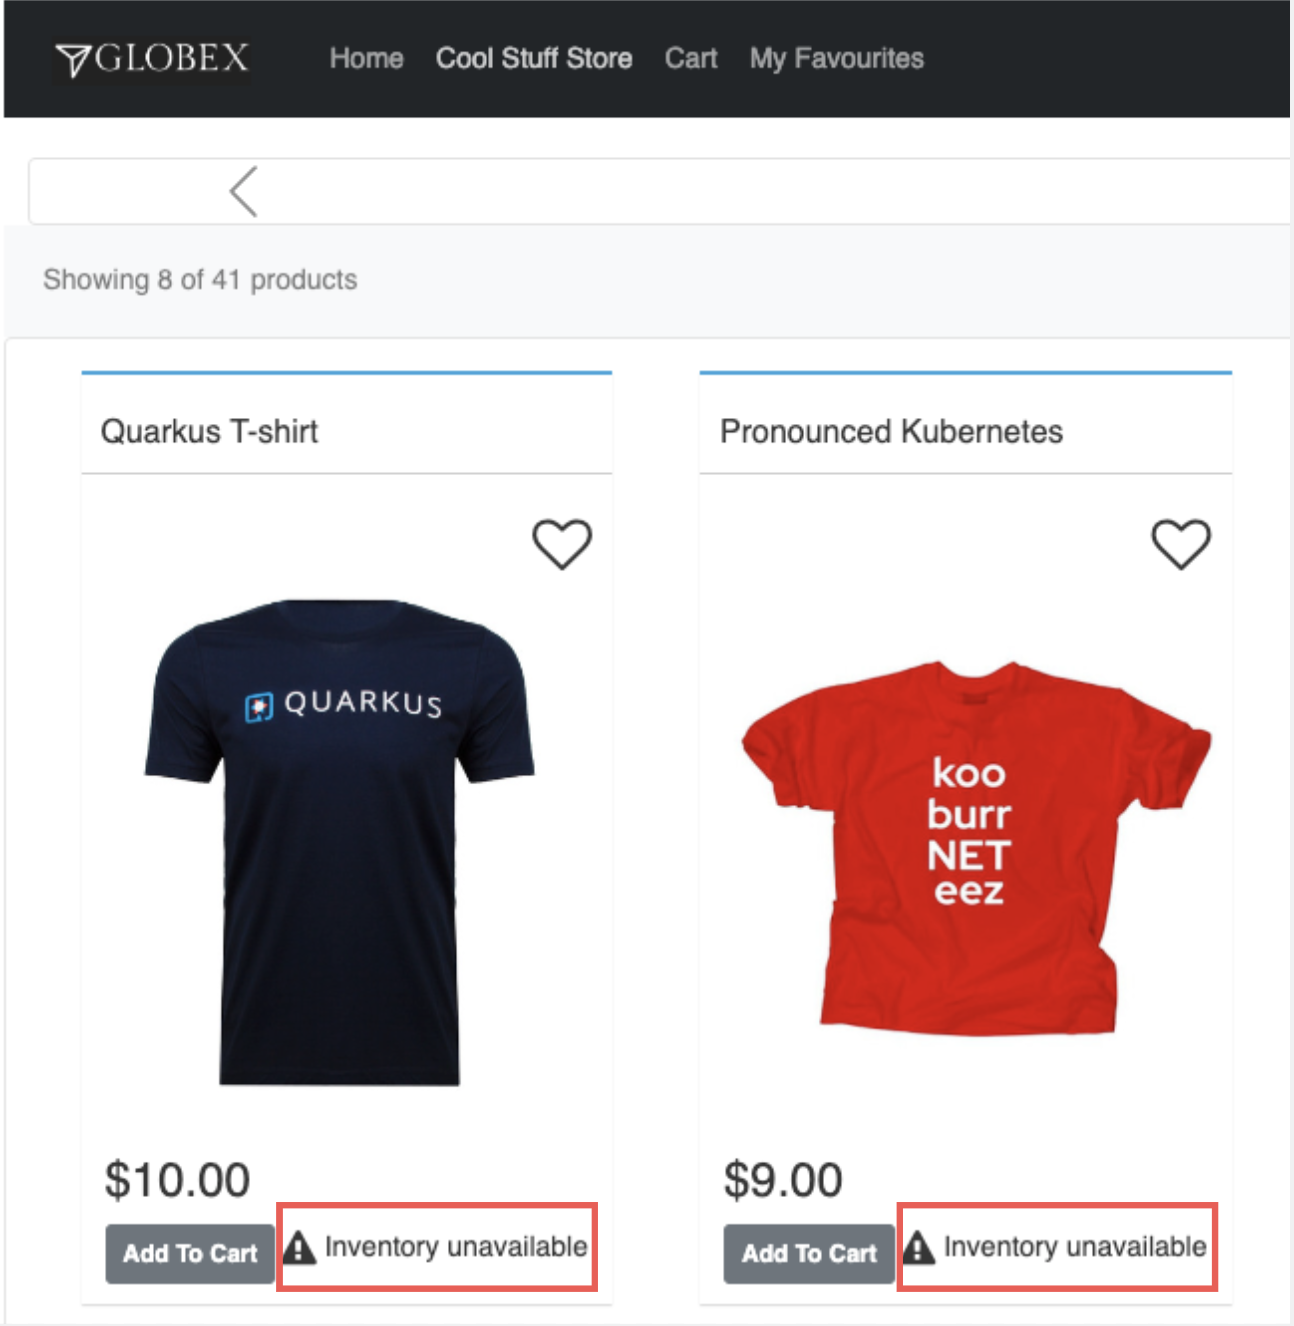 GLOBEX Home Cool Stuff Store Cart My Favourites
Showing 8 of 41 products
Quarkus T-shirt
QUARKUS
$10.00
Add To Cart Inventory unavailable
Pronounced Kubernetes
koo
burr
NET
eez
$9.00
Add To Cart Inventory unavailable